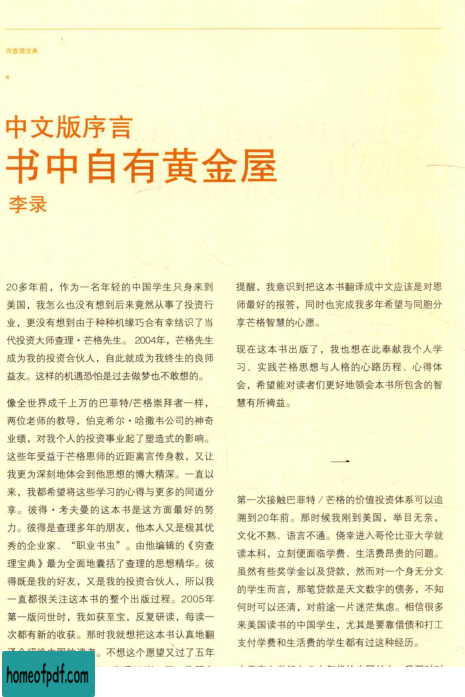 穷查理宝典
4
中文版序言
书中自有黄金屋
李录
20多年前，作为一名年轻的中国学生只身来到
美国，我怎么也没有想到后来竟然从事了投资行
业，更没有想到由于种种机缘巧合有幸结识了当
代投资大师查理·芒格先生。 2004年，芒格先生
成为我的投资合伙人，自此就成为我终生的良师
益友。这样的机遇恐怕是过去做梦也不敢想的。
像全世界成千上万的巴菲特/芒格崇拜者一样，
两位老师的教导，伯克希尔·哈撒韦公司的神奇
业绩，对我个人的投资事业起了塑造式的影响。
这些年受益于芒格恩师的近距离言传身教，又让
我更为深刻地体会到他思想的博大精深。一直以
来，我都希望将这些学习的心得与更多的同道分
享。彼得·考夫曼的这本书是这方面最好的努
力。彼得是查理多年的朋友，他本人又是极其优
秀的企业家、“职业书虫”。由他编辑的《穷查
理宝典》最为全面地囊括了查理的思想精华。彼
得既是我的好友，又是我的投资合伙人，所以我
一直都很关注这本书的整个出版过程。2005年
第一版问世时，我如获至宝，反复研读，每读一
次都有新的收获。那时我就想把这本书认真地翻
译介绍给中国的读者。不想这个愿望又过了五年
提醒，我意识到把这本书翻译成中文应该是对恩
师最好的报答，同时也完成我多年希望与同胞分
享芒格智慧的心愿。
现在这本书出版了，我也想在此奉献我个人学
习、实践芒格思想与人格的心路历程、心得体
会，希望能对读者们更好地领会本书所包含的智
慧有所裨益。
一
第一次接触巴菲特／芒格的价值投资体系可以追
溯到20年前。那时候我刚到美国，举目无亲，
文化不熟、语言不通。侥幸进入哥伦比亚大学就
读本科，立刻便面临学费、生活费昂贵的问题。
虽然有些奖学金以及贷款，然而对一个身无分文
的学生而言，那笔贷款是天文数字的债务，不知
何时可以还清，对前途一片迷茫焦虑。相信很多
来美国读书的中国学生，尤其是要靠借债和打工
支付学费和生活费的学生都有过这种经历。
homeofpdf.com